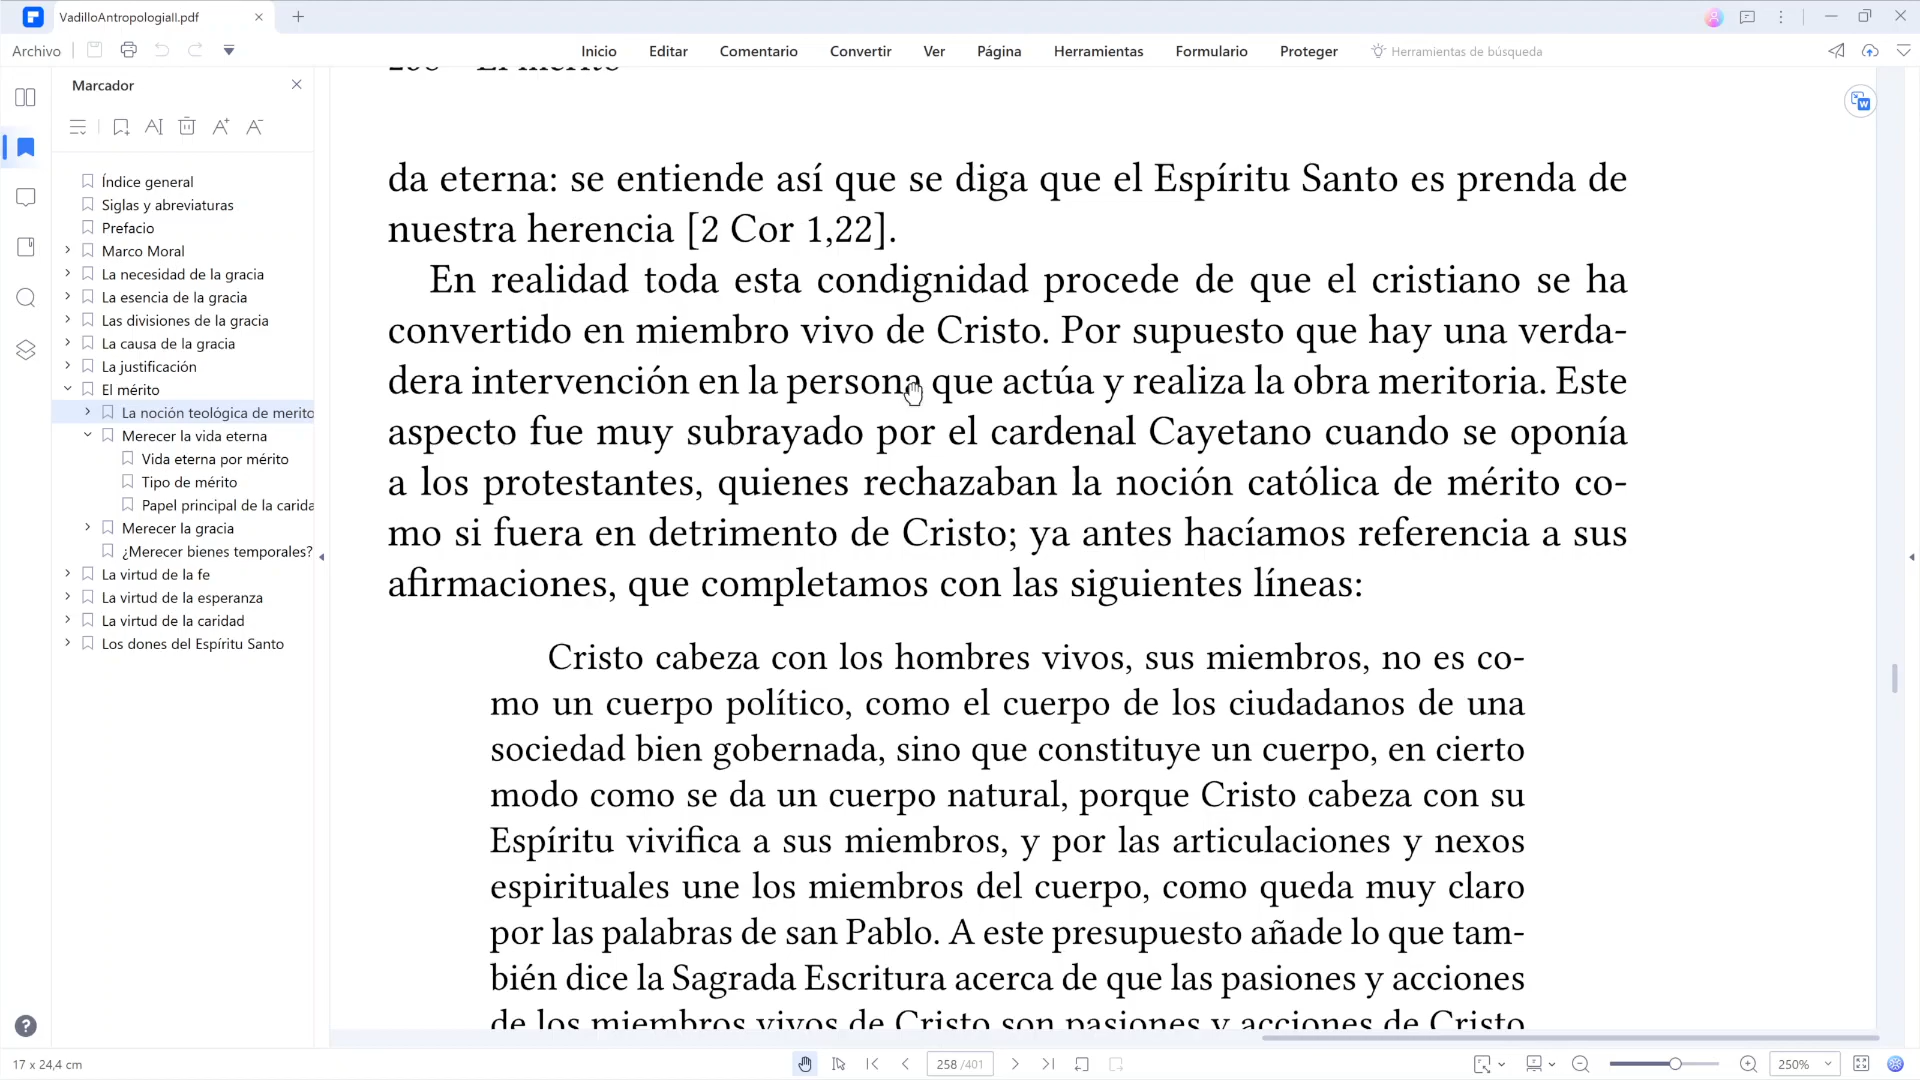 VadilloAntropologiaII.pdf
Archivo
Inicio
Editar
Comentario
Convertir
Ver
Página
Herramientas
Formulario
Proteger
Herramientas de búsqueda
Marcador
Índice general
Siglas y abreviaturas
Prefacio
Marco Moral
La necesidad de la gracia
La esencia de la gracia
Las divisiones de la gracia
La causa de la gracia
La justificación
El mérito
La noción teológica de merito
Merecer la vida eterna
Vida eterna por mérito
Tipo de mérito
Papel principal de la carida
Merecer la gracia
¿Merecer bienes temporales?
La virtud de la fe
La virtud de la esperanza
La virtud de la caridad
Los dones del Espíritu Santo
El mérito
da eterna: se entiende así que se diga que el Espíritu Santo es prenda de
nuestra herencia [2 Cor 1,22].
En realidad toda esta condignidad procede de que el cristiano se ha
convertido en miembro vivo de Cristo. Por supuesto que hay una verda-
dera intervención en la persona que actúa y realiza la obra meritoria. Este
aspecto fue muy subrayado por el cardenal Cayetano cuando se oponía
a los protestantes, quienes rechazaban la noción católica de mérito co-
mo si fuera en detrimento de Cristo; ya antes hacíamos referencia a sus
afirmaciones, que completamos con las siguientes líneas:
Cristo cabeza con los hombres vivos, sus miembros, no es co-
mo un cuerpo político, como el cuerpo de los ciudadanos de una
sociedad bien gobernada, sino que constituye un cuerpo, en cierto
modo como se da un cuerpo natural, porque Cristo cabeza con su
Espíritu vivifica a sus miembros, y por las articulaciones y nexos
espirituales une los miembros del cuerpo, como queda muy claro
por las palabras de san Pablo. A este presupuesto añade lo que tam-
bién dice la Sagrada Escritura acerca de que las pasiones y acciones
de los miembros vivos de Cristo son pasiones y acciones de Cristo
17 x 24,4 cm
258 /401
250%